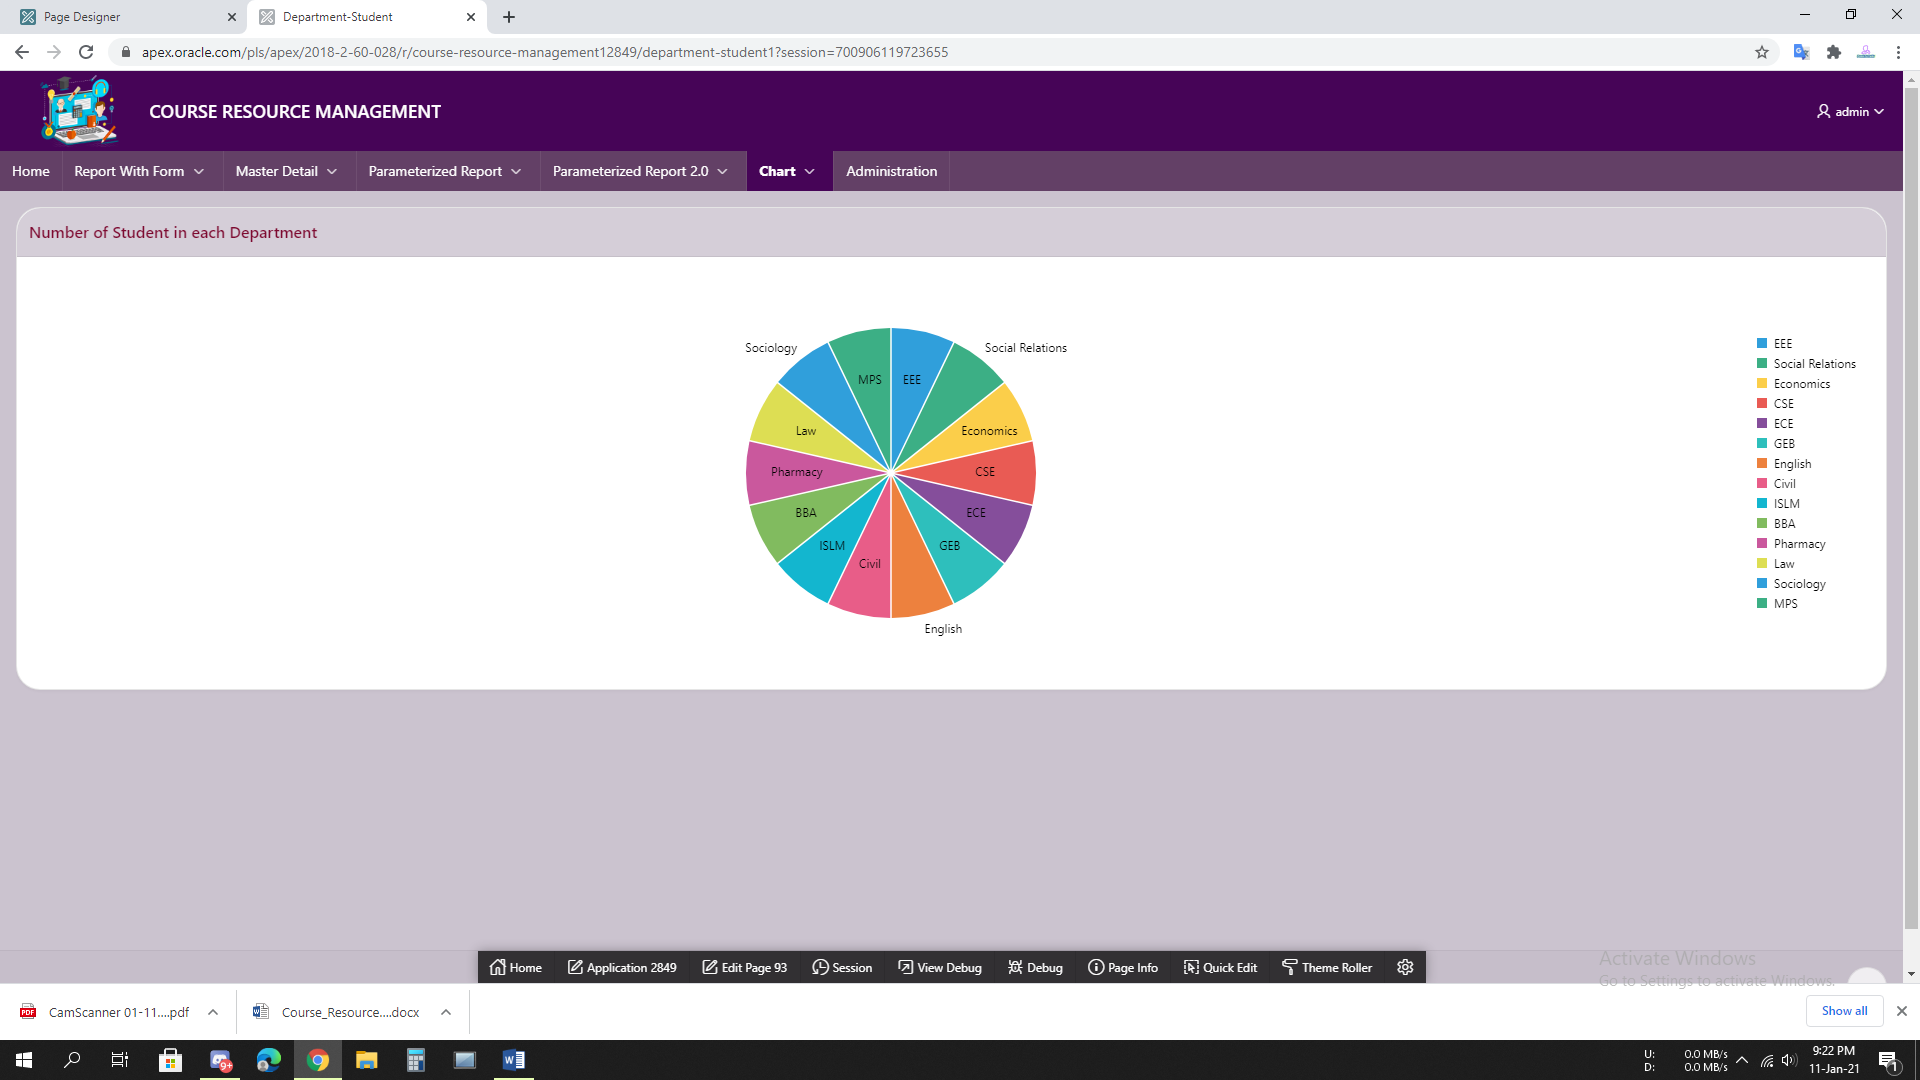 Page Designer
Department-Student
apex.oracle.com/pls/apex/2018-2-60-028/r/course-resource-management12849/department-student1?session=700906119723655
COURSE RESOURCE MANAGEMENT
admin
Home Report With Form Master Detail Parameterized Report Parameterized Report 2.0 Chart Administration
Number of Student in each Department
Sociology
Social Relations
MPS
EEE
Law
Economics
Pharmacy
CSE
BBA
ECE
ISLM
GEB
Civil
English
EEE
Social Relations
Economics
CSE
ECE
GEB
English
Civil
ISLM
BBA
Pharmacy
Law
Sociology
MPS
Activate Windows
Go to Settings to activate Windows.
Home Application 2849 Edit Page 93 Session View Debug Debug Page Info Quick Edit Theme Roller
PDF
CamScanner 01-11....pdf
Course_Resource....docx
Show all
9+
U: 0.0 MB/s
D: 0.0 MB/s
9:22 PM
11-Jan-21
1